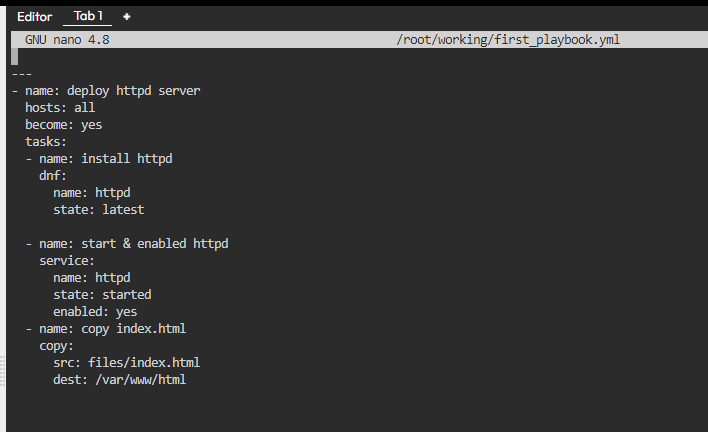 Editor Tab 1 +
GNU nano 4.8 /root/working/first_playbook.yml
---
- name: deploy httpd server
  hosts: all
  become: yes
  tasks:
  - name: install httpd
    dnf:
      name: httpd
      state: latest

  - name: start & enabled httpd
    service:
      name: httpd
      state: started
      enabled: yes
  - name: copy index.html
    copy:
      src: files/index.html
      dest: /var/www/html